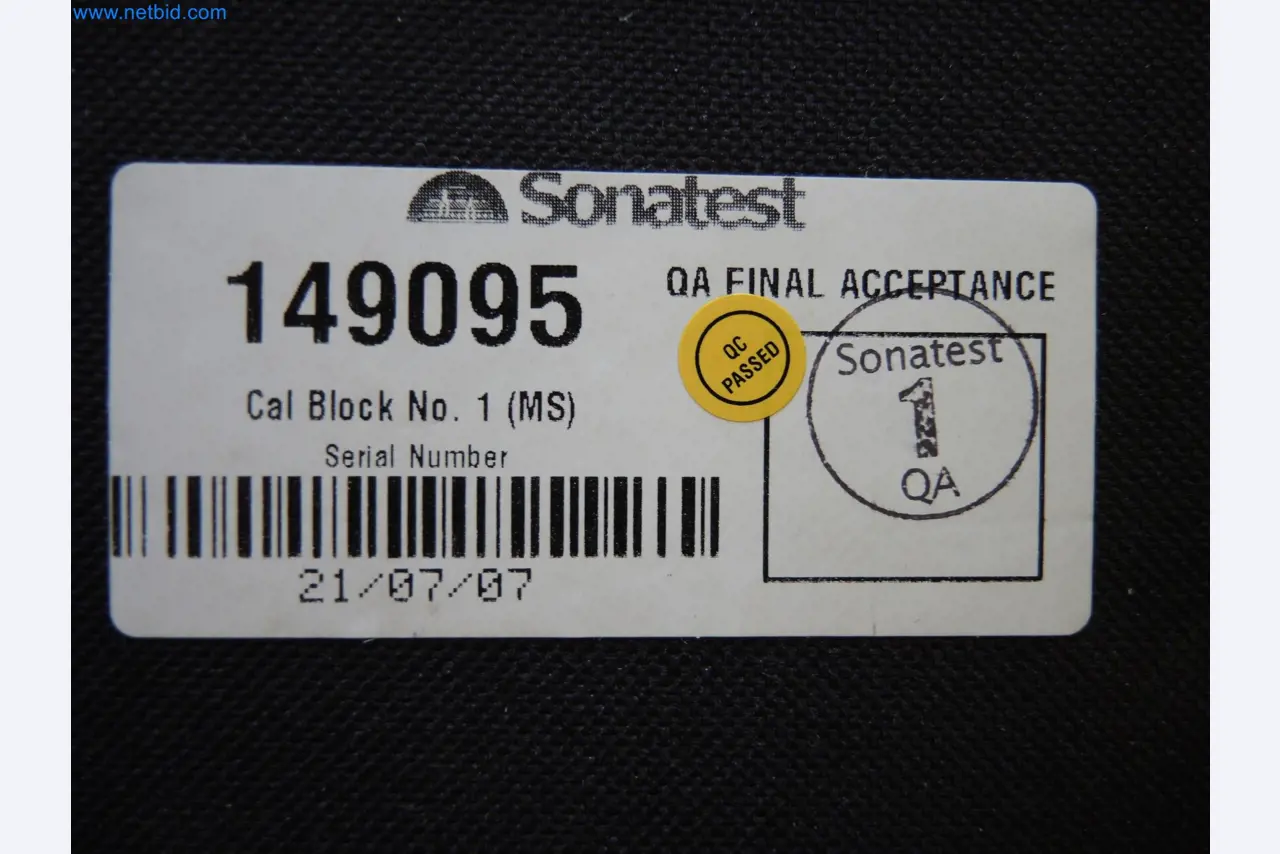 www.netbid.com
Sonatest
149095
QA FINAL ACCEPTANCE
QC
PASSED
Sonatest
1
QA
Cal Block No. 1 (MS)
Serial Number
21/07/07